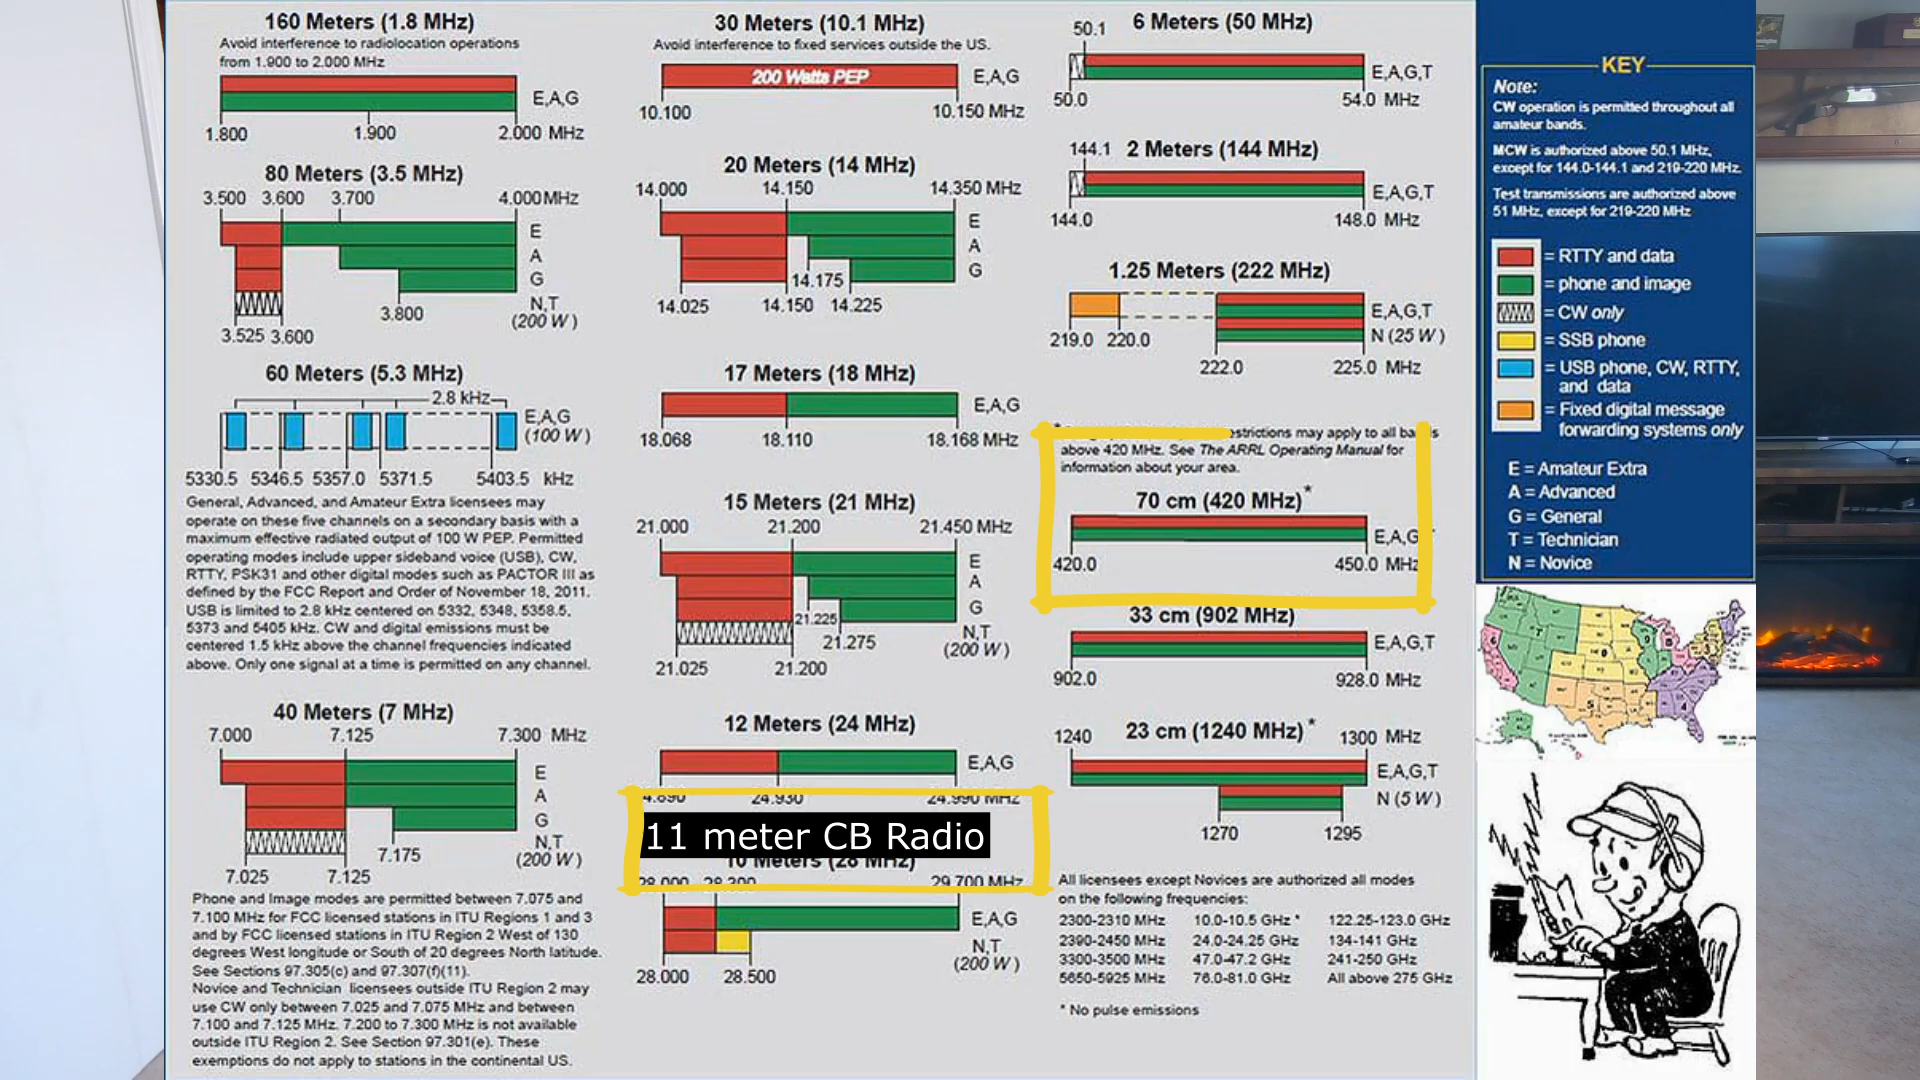 160 Meters (1.8 MHz)
Avoid interference to radiolocation operations
from 1.900 to 2.000 MHz
E,A,G
1.800 1.900 2.000 MHz
80 Meters (3.5 MHz)
3.500 3.600 3.700 4.000 MHz
E
A
G
N,T
(200 W)
3.800
3.525 3.600
60 Meters (5.3 MHz)
2.8 kHz
E,A,G
(100 W)
5330.5 5346.5 5357.0 5371.5 5403.5 kHz
General, Advanced, and Amateur Extra licensees may
operate on these five channels on a secondary basis with a
maximum effective radiated output of 100 W PEP. Permitted
operating modes include upper sideband voice (USB), CW,
RTTY, PSK31 and other digital modes such as PACTOR III as
defined by the FCC Report and Order of November 18, 2011.
USB is limited to 2.8 kHz centered on 5332, 5348, 5358.5,
5373 and 5405 kHz. CW and digital emissions must be
centered 1.5 kHz above the channel frequencies indicated
above. Only one signal at a time is permitted on any channel.
40 Meters (7 MHz)
7.000 7.125 7.300 MHz
E
A
G
N,T
(200 W)
7.175
7.025 7.125
Phone and Image modes are permitted between 7.075 and
7.100 MHz for FCC licensed stations in ITU Regions 1 and 3
and by FCC licensed stations in ITU Region 2 West of 130
degrees West longitude or South of 20 degrees North latitude.
See Sections 97.305(c) and 97.307(f)(11).
Novice and Technician licensees outside ITU Region 2 may
use CW only between 7.025 and 7.075 MHz and between
7.100 and 7.125 MHz. 7.200 to 7.300 MHz is not available
outside ITU Region 2. See Section 97.301(e). These
exemptions do not apply to stations in the continental US.
30 Meters (10.1 MHz)
Avoid interference to fixed services outside the US.
200 Watts PEP
E,A,G
10.100 10.150 MHz
20 Meters (14 MHz)
14.000 14.150 14.350 MHz
E
A
G
14.175
14.025 14.150 14.225
17 Meters (18 MHz)
E,A,G
18.068 18.110 18.168 MHz
15 Meters (21 MHz)
21.000 21.200 21.450 MHz
E
A
G
N,T
(200 W)
21.225
21.275
21.025 21.200
12 Meters (24 MHz)
E,A,G
24.930 24.990 MHz
11 meter CB Radio
10 Meters (28 MHz)
28.000 28.300 29.700 MHz
E,A,G
N,T
(200 W)
28.000 28.500
6 Meters (50 MHz)
50.1
E,A,G,T
50.0 54.0 MHz
2 Meters (144 MHz)
144.1
E,A,G,T
144.0 148.0 MHz
1.25 Meters (222 MHz)
E,A,G,T
N (25 W)
219.0 220.0
222.0 225.0 MHz
restrictions may apply to all
above 420 MHz. See The ARRL Operating Manual for
information about your area.
70 cm (420 MHz)*
E,A,G
420.0 450.0 MHz
33 cm (902 MHz)
E,A,G,T
902.0 928.0 MHz
23 cm (1240 MHz)*
1240 1300 MHz
E,A,G,T
N (5 W)
1270 1295
All licensees except Novices are authorized all modes
on the following frequencies:
2300-2310 MHz 10.0-10.5 GHz * 122.25-123.0 GHz
2390-2450 MHz 24.0-24.25 GHz 134-141 GHz
3300-3500 MHz 47.0-47.2 GHz 241-250 GHz
5650-5925 MHz 76.0-81.0 GHz All above 275 GHz
* No pulse emissions
KEY
Note:
CW operation is permitted throughout all
amateur bands.
MCW is authorized above 50.1 MHz,
except for 144.0-144.1 and 219-220 MHz.
Test transmissions are authorized above
51 MHz, except for 219-220 MHz
= RTTY and data
= phone and image
= CW only
= SSB phone
= USB phone, CW, RTTY,
and data
= Fixed digital message
forwarding systems only
E = Amateur Extra
A = Advanced
G = General
T = Technician
N = Novice